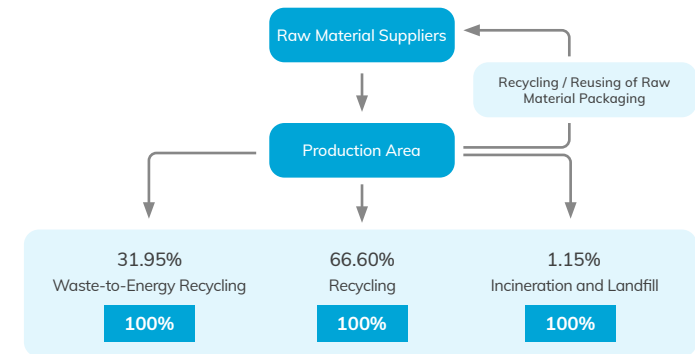 Raw Material Suppliers
Recycling / Reusing of Raw
Material Packaging
Production Area
31.95%
Waste-to-Energy Recycling
100%
66.60%
Recycling
100%
1.15%
Incineration and Landfill
100%